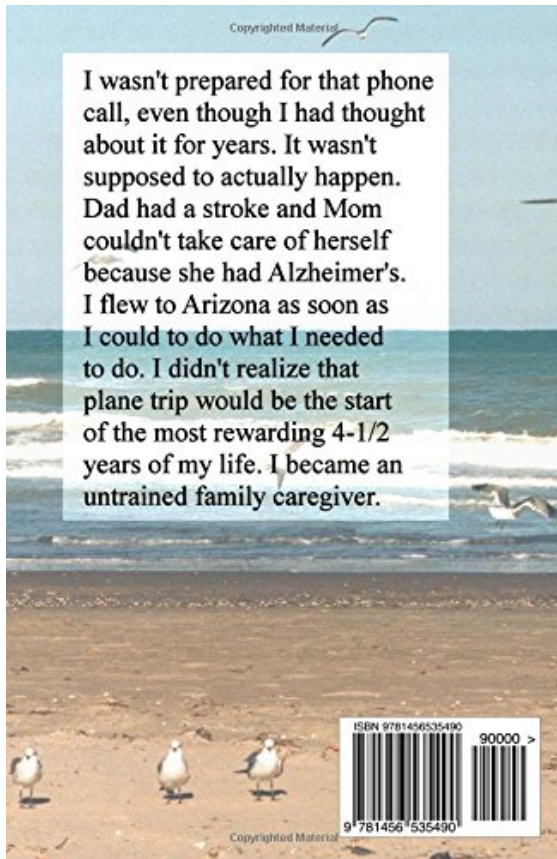 Copyrighted Material
I wasn't prepared for that phone
call, even though I had thought
about it for years. It wasn't
supposed to actually happen.
Dad had a stroke and Mom
couldn't take care of herself
because she had Alzheimer's.
I flew to Arizona as soon as
I could to do what I needed
to do. I didn't realize that
plane trip would be the start
of the most rewarding 4-1/2
years of my life. I became an
untrained family caregiver.
ISBN 9781456535490
90000 >
9 781456 535490
Copyrighted Material